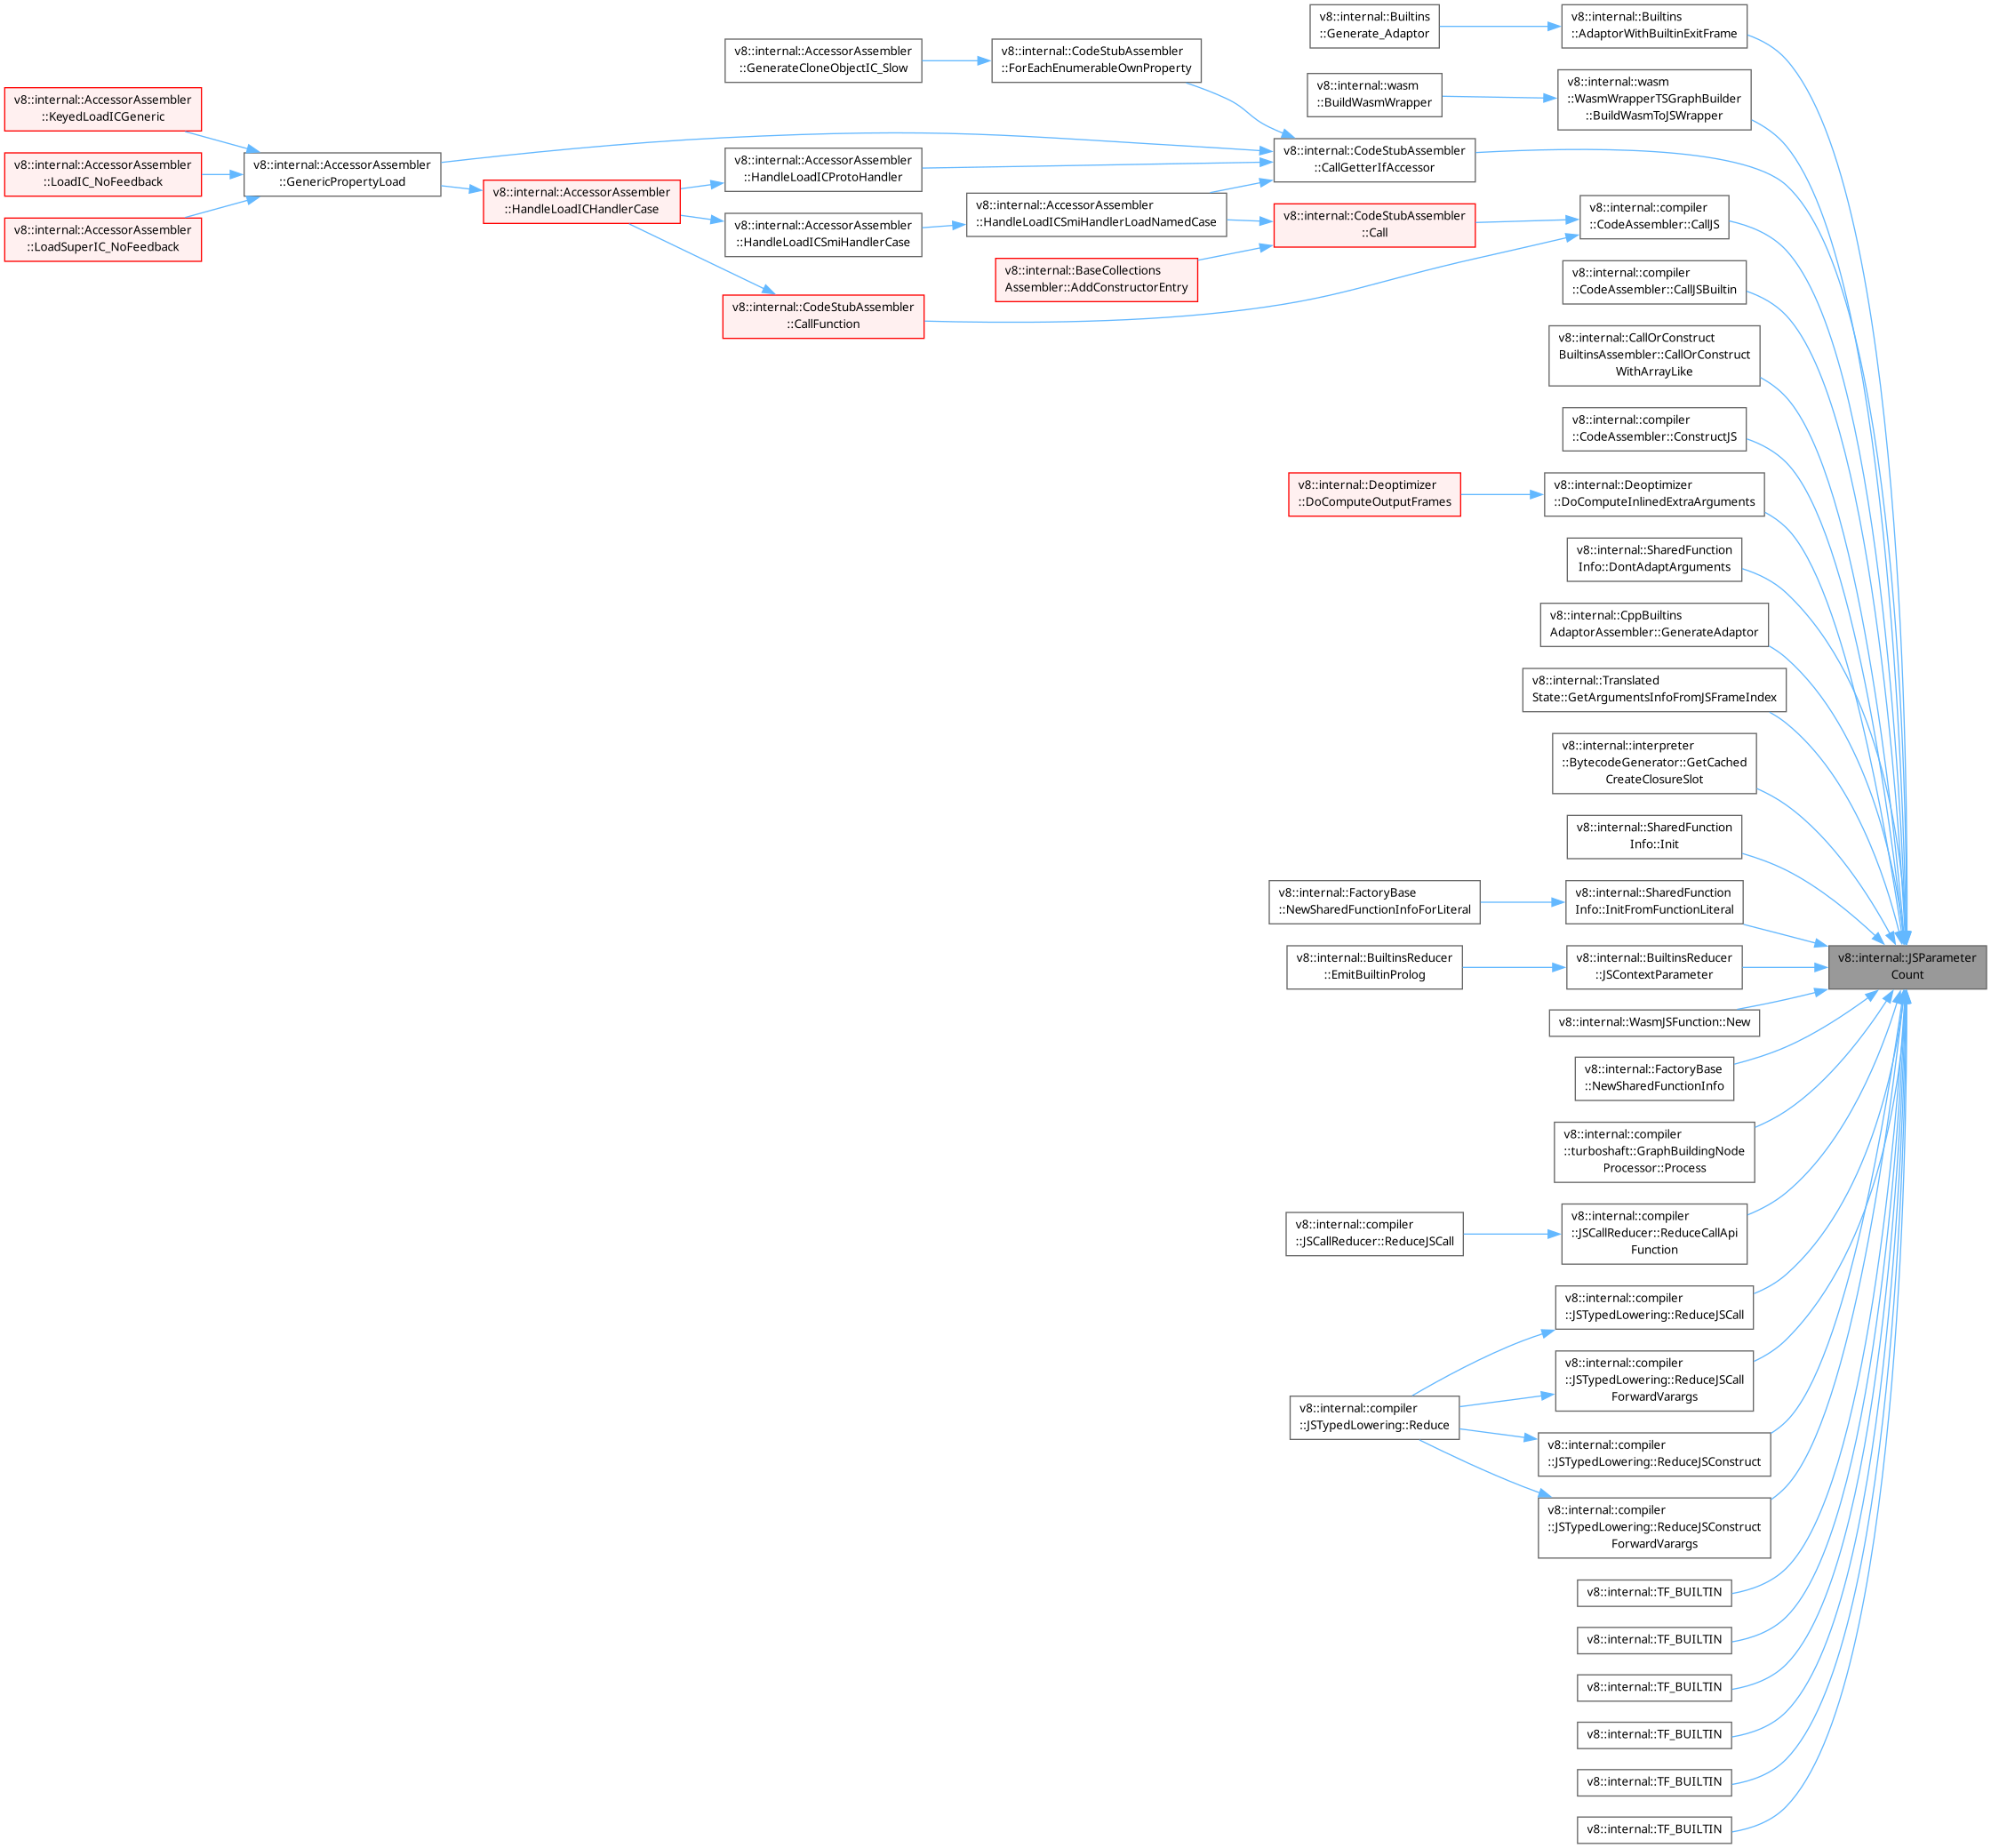 v8::internal::Builtins
::Generate_Adaptor
v8::internal::Builtins
::AdaptorWithBuiltinExitFrame
v8::internal::AccessorAssembler
::GenerateCloneObjectIC_Slow
v8::internal::CodeStubAssembler
::ForEachEnumerableOwnProperty
v8::internal::wasm
::BuildWasmWrapper
v8::internal::wasm
::WasmWrapperTSGraphBuilder
::BuildWasmToJSWrapper
v8::internal::AccessorAssembler
::KeyedLoadICGeneric
v8::internal::AccessorAssembler
::LoadIC_NoFeedback
v8::internal::AccessorAssembler
::LoadSuperIC_NoFeedback
v8::internal::AccessorAssembler
::GenericPropertyLoad
v8::internal::AccessorAssembler
::HandleLoadICHandlerCase
v8::internal::AccessorAssembler
::HandleLoadICProtoHandler
v8::internal::AccessorAssembler
::HandleLoadICSmiHandlerCase
v8::internal::CodeStubAssembler
::CallFunction
v8::internal::AccessorAssembler
::HandleLoadICSmiHandlerLoadNamedCase
v8::internal::BaseCollections
Assembler::AddConstructorEntry
v8::internal::CodeStubAssembler
::CallGetterIfAccessor
v8::internal::CodeStubAssembler
::Call
v8::internal::compiler
::CodeAssembler::CallJS
v8::internal::compiler
::CodeAssembler::CallJSBuiltin
v8::internal::CallOrConstruct
BuiltinsAssembler::CallOrConstruct
WithArrayLike
v8::internal::compiler
::CodeAssembler::ConstructJS
v8::internal::Deoptimizer
::DoComputeOutputFrames
v8::internal::Deoptimizer
::DoComputeInlinedExtraArguments
v8::internal::SharedFunction
Info::DontAdaptArguments
v8::internal::CppBuiltins
AdaptorAssembler::GenerateAdaptor
v8::internal::Translated
State::GetArgumentsInfoFromJSFrameIndex
v8::internal::interpreter
::BytecodeGenerator::GetCached
CreateClosureSlot
v8::internal::SharedFunction
Info::Init
v8::internal::FactoryBase
::NewSharedFunctionInfoForLiteral
v8::internal::SharedFunction
Info::InitFromFunctionLiteral
v8::internal::BuiltinsReducer
::EmitBuiltinProlog
v8::internal::BuiltinsReducer
::JSContextParameter
v8::internal::JSParameter
Count
v8::internal::WasmJSFunction::New
v8::internal::FactoryBase
::NewSharedFunctionInfo
v8::internal::compiler
::turboshaft::GraphBuildingNode
Processor::Process
v8::internal::compiler
::JSCallReducer::ReduceJSCall
v8::internal::compiler
::JSCallReducer::ReduceCallApi
Function
v8::internal::compiler
::JSTypedLowering::ReduceJSCall
v8::internal::compiler
::JSTypedLowering::ReduceJSCall
ForwardVarargs
v8::internal::compiler
::JSTypedLowering::Reduce
v8::internal::compiler
::JSTypedLowering::ReduceJSConstruct
v8::internal::compiler
::JSTypedLowering::ReduceJSConstruct
ForwardVarargs
v8::internal::TF_BUILTIN
v8::internal::TF_BUILTIN
v8::internal::TF_BUILTIN
v8::internal::TF_BUILTIN
v8::internal::TF_BUILTIN
v8::internal::TF_BUILTIN